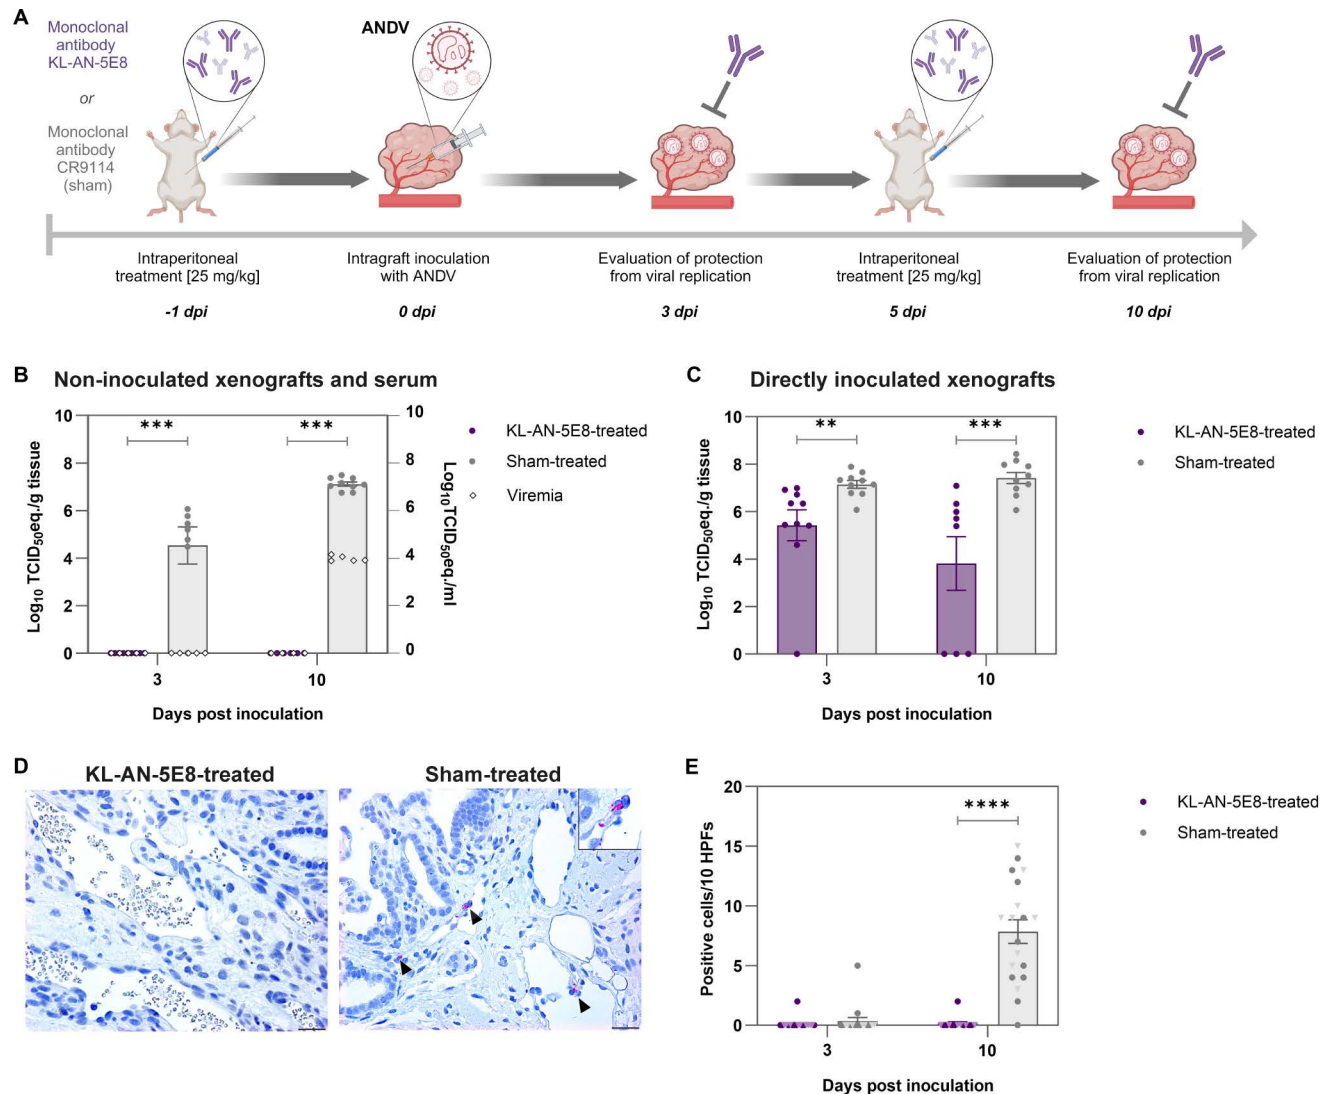 A
Monoclonal
antibody
KL-AN-5E8
or
Monoclonal
antibody
CR9114
(sham)
ANDV
Intraperitoneal
treatment [25 mg/kg]
-1 dpi
Intragraft inoculation
with ANDV
0 dpi
Evaluation of protection
from viral replication
3 dpi
Intraperitoneal
treatment [25 mg/kg]
5 dpi
Evaluation of protection
from viral replication
10 dpi
B
Non-inoculated xenografts and serum
Log10 TCID50eq./g tissue
10
8
6
4
2
0
***
***
10
8
6
4
2
0
Log10TCID50eq./ml
3
10
Days post inoculation
KL-AN-5E8-treated
Sham-treated
Viremia
C
Directly inoculated xenografts
Log10 TCID50eq./g tissue
10
8
6
4
2
0
**
***
3
10
Days post inoculation
KL-AN-5E8-treated
Sham-treated
D
KL-AN-5E8-treated
Sham-treated
E
Positive cells/10 HPFs
20
15
10
5
0
****
3
10
Days post inoculation
KL-AN-5E8-treated
Sham-treated